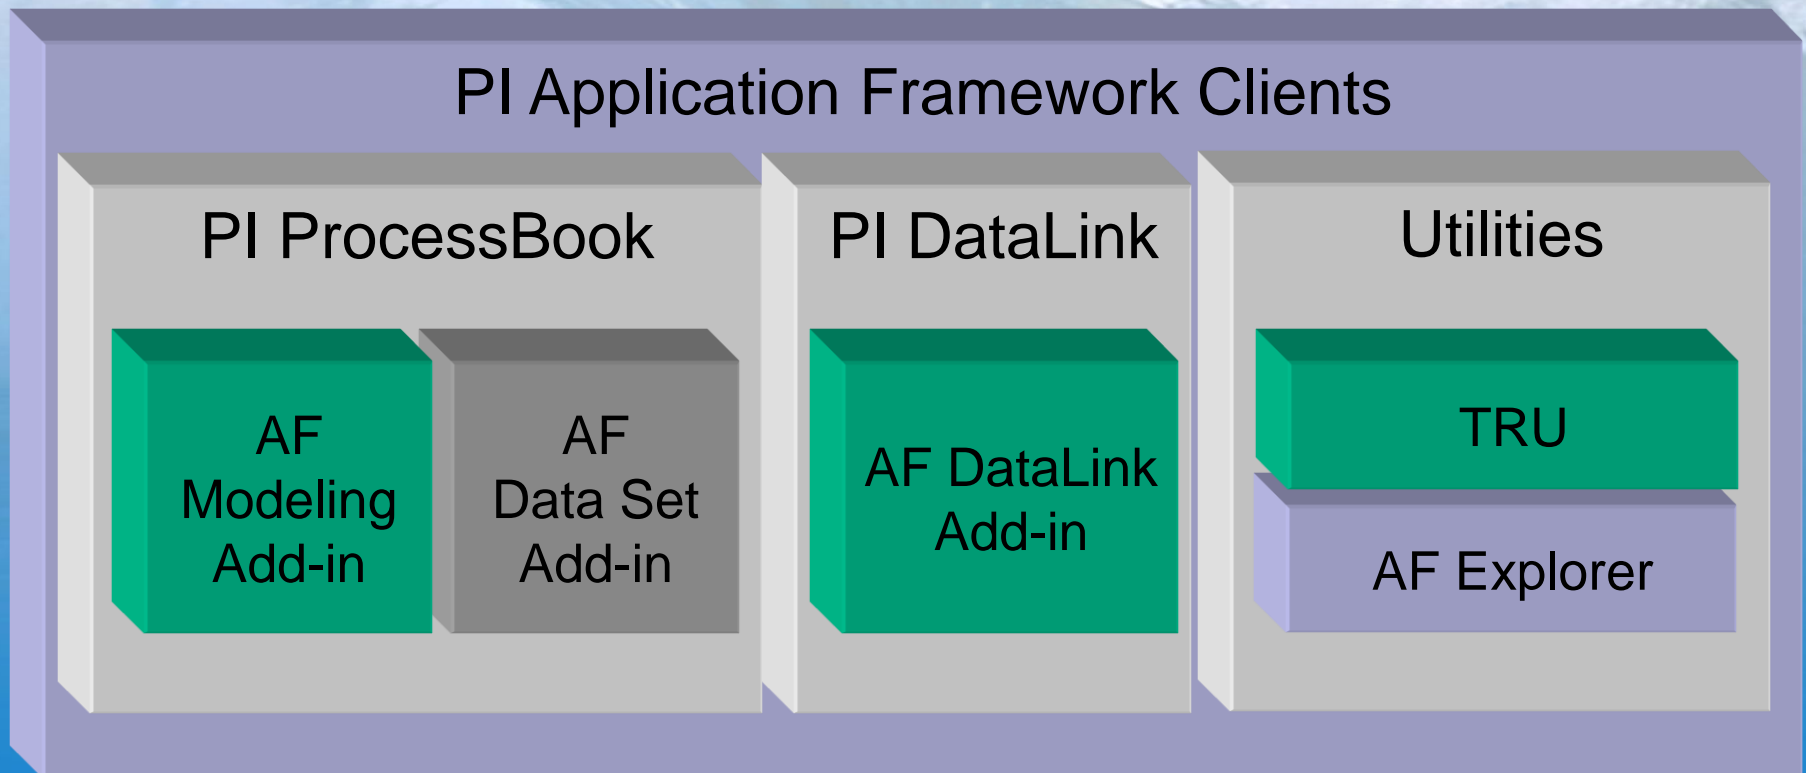 PI Application Framework Clients
PI ProcessBook
AF
Modeling
Add-in
AF
Data Set
Add-in
PI DataLink
AF DataLink
Add-in
Utilities
TRU
AF Explorer